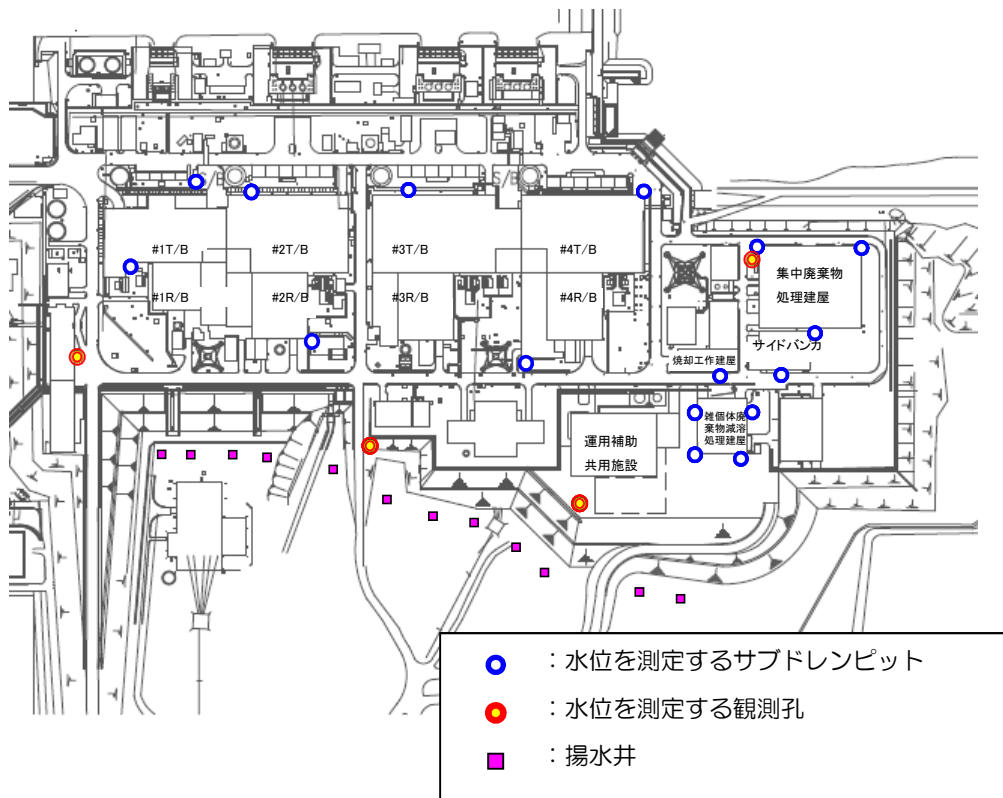 S/B
S/B
#1T/B
#2T/B
#3T/B
#4T/B
集中廃棄物
処理建屋
#1R/B
#2R/B
#3R/B
#4R/B
サイドバンカ
焼却工作建屋
雑個体廃
棄物減溶
処理建屋
運用補助
共用施設
：水位を測定するサブドレンピット
：水位を測定する観測孔
：揚水井